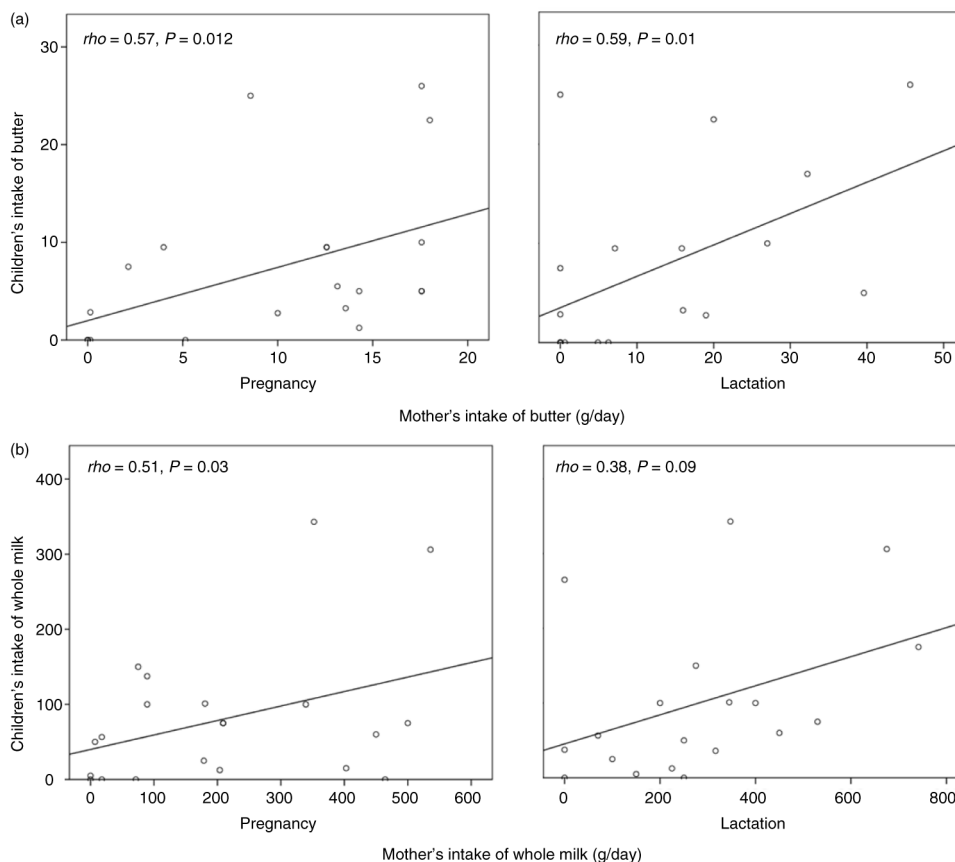 (a)
rho = 0.57, P = 0.012
rho = 0.59, P = 0.01
Children's intake of butter
30
20
10
0
0 5 10 15 20
0 10 20 30 40 50
Pregnancy
Lactation
Mother's intake of butter (g/day)
(b)
rho = 0.51, P = 0.03
rho = 0.38, P = 0.09
Children's intake of whole milk
400
300
200
100
0
0 100 200 300 400 500 600
0 200 400 600 800
Pregnancy
Lactation
Mother's intake of whole milk (g/day)